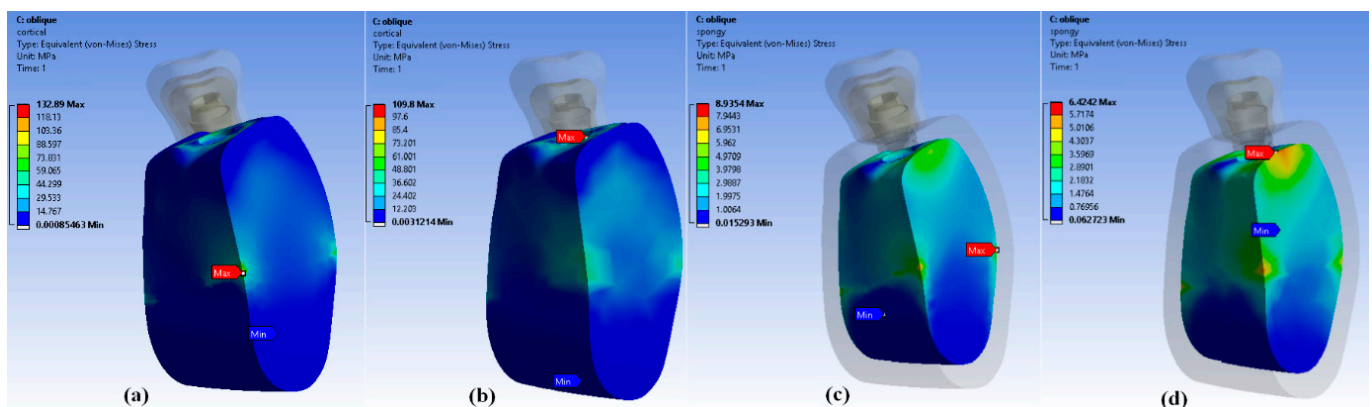 C: oblique
cortical
Type: Equivalent (von-Mises) Stress
Unit: MPa
Time: 1
132.89 Max
118.13
103.36
88.597
73.831
59.065
44.299
29.533
14.767
0.00085463 Min
Max
Min
(a)
C: oblique
cortical
Type: Equivalent (von-Mises) Stress
Unit: MPa
Time: 1
109.8 Max
97.6
85.4
73.201
61.001
48.801
36.602
24.402
12.203
0.0031214 Min
Max
Min
(b)
C: oblique
spongy
Type: Equivalent (von-Mises) Stress
Unit: MPa
Time: 1
8.9354 Max
7.9443
6.9531
5.962
4.9709
3.9798
2.9887
1.9975
1.0064
0.015293 Min
Max
Min
(c)
C: oblique
spongy
Type: Equivalent (von-Mises) Stress
Unit: MPa
Time: 1
6.4242 Max
5.7174
5.0106
4.3037
3.5969
2.8901
2.1832
1.4764
0.76956
0.062723 Min
Max
Min
(d)